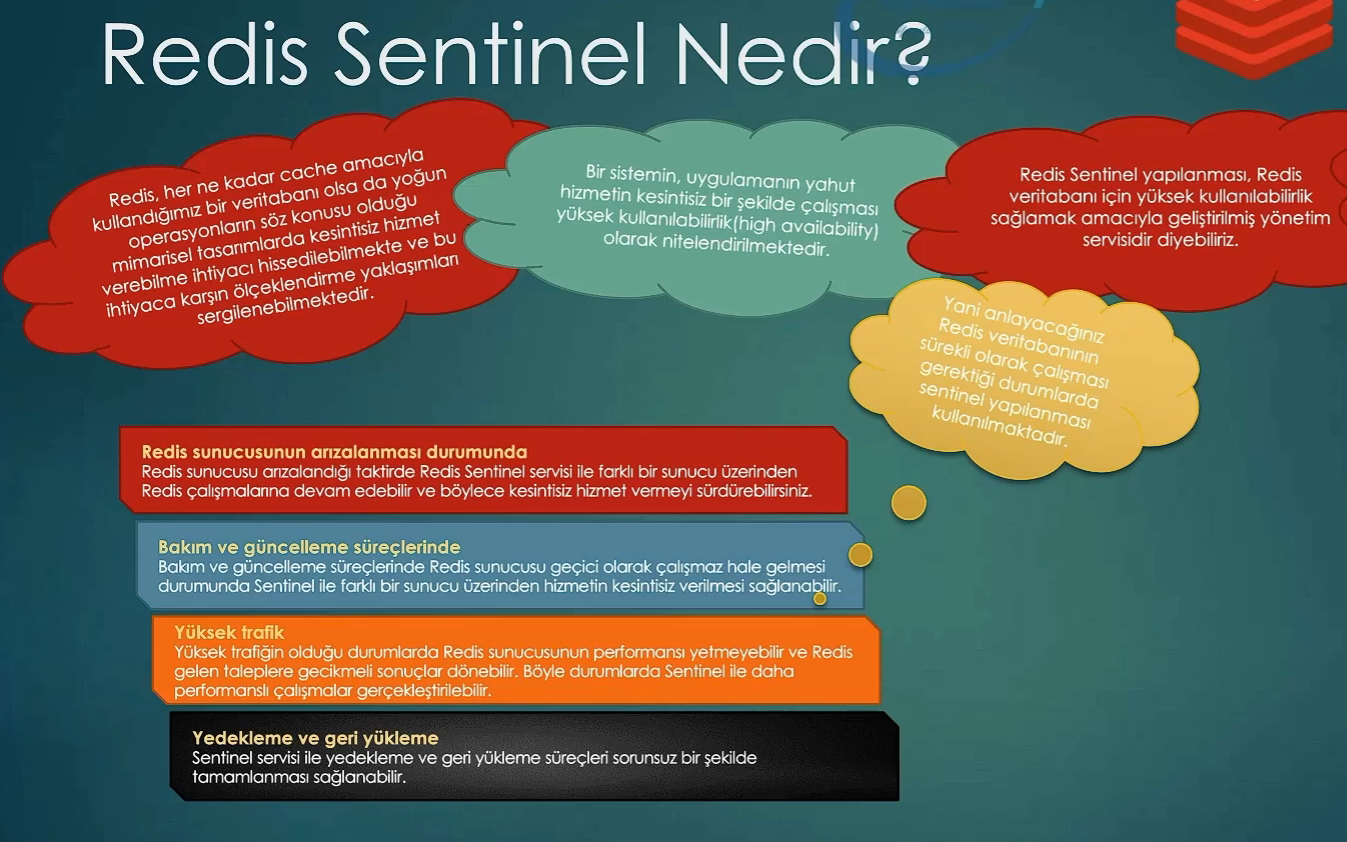 Redis Sentinel Nedir?
Redis, her ne kadar cache amacıyla
kullandığımız bir veritabanı olsa da yoğun
operasyonların söz konusu olduğu
mimarisel tasarımlarda kesintisiz hizmet
verebilme ihtiyacı hissedilebilmekte ve bu
ihtiyaca karşın ölçeklendirme yaklaşımları
sergilenebilmektedir.
Bir sistemin, uygulamanın yahut
hizmetin kesintisiz bir şekilde çalışması
yüksek kullanılabilirlik(high availability)
olarak nitelendirilmektedir.
Redis Sentinel yapılanması, Redis
veritabanı için yüksek kullanılabilirlik
sağlamak amacıyla geliştirilmiş yönetim
servisidir diyebiliriz.
Yani anlayacağınız
Redis veritabanının
sürekli olarak çalışması
gerektiği durumlarda
sentinel yapılanması
kullanılmaktadır.
Redis sunucusunun arızalanması durumunda
Redis sunucusu arızalandığı taktirde Redis Sentinel servisi ile farklı bir sunucu üzerinden
Redis çalışmalarına devam edebilir ve böylece kesintisiz hizmet vermeyi sürdürebilirsiniz.
Bakım ve güncelleme süreçlerinde
Bakım ve güncelleme süreçlerinde Redis sunucusu geçici olarak çalışmaz hale gelmesi
durumunda Sentinel ile farklı bir sunucu üzerinden hizmetin kesintisiz verilmesi sağlanabilir.
Yüksek trafik
Yüksek trafiğin olduğu durumlarda Redis sunucusunun performansı yetmeyebilir ve Redis
gelen taleplere gecikmeli sonuçlar dönebilir. Böyle durumlarda Sentinel ile daha
performanslı çalışmalar gerçekleştirilebilir.
Yedekleme ve geri yükleme
Sentinel servisi ile yedekleme ve geri yükleme süreçleri sorunsuz bir şekilde
tamamlanması sağlanabilir.